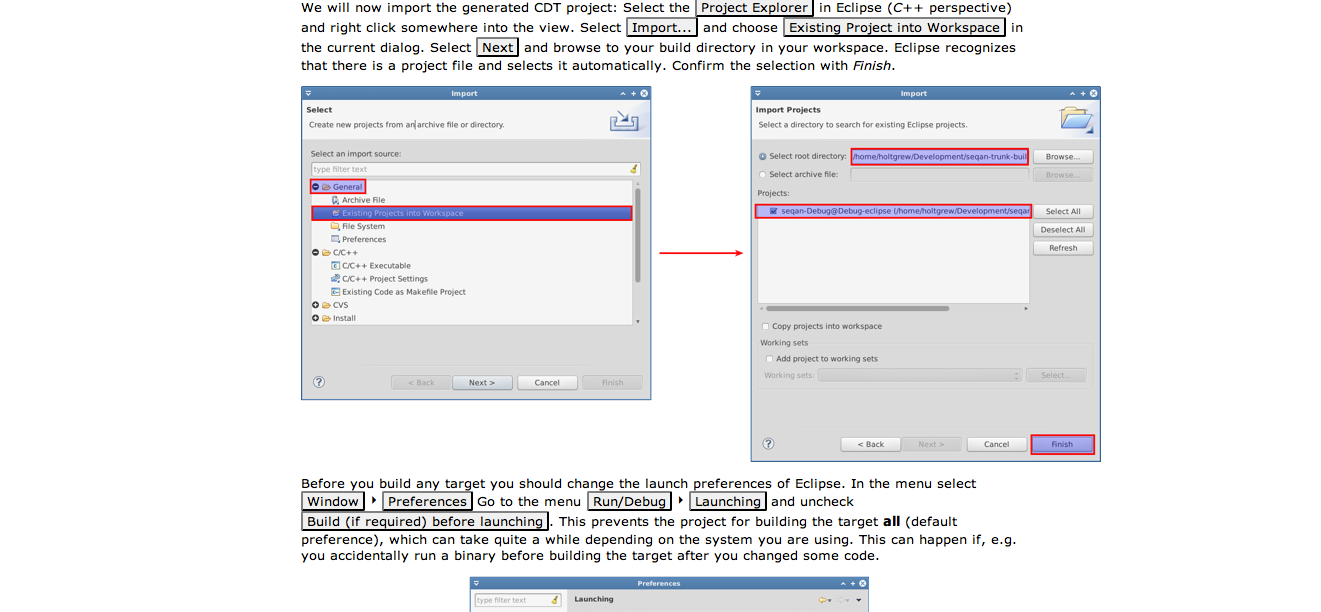 We will now import the generated CDT project: Select the Project Explorer in Eclipse (C++ perspective)
and right click somewhere into the view. Select Import... and choose Existing Project into Workspace in
the current dialog. Select Next and browse to your build directory in your workspace. Eclipse recognizes
that there is a project file and selects it automatically. Confirm the selection with Finish.
Import
Select
Create new projects from an archive file or directory.
Select an import source:
type filter text
General
Archive File
Existing Projects into Workspace
File System
Preferences
C/C++
C/C++ Executable
C/C++ Project Settings
Existing Code as Makefile Project
CVS
Install
< Back Next > Cancel Finish
Import
Import Projects
Select a directory to search for existing Eclipse projects.
Select root directory: /home/holtgrew/Development/seqan-trunk-buil Browse...
Select archive file: Browse...
Projects:
seqan-Debug@Debug-eclipse (/home/holtgrew/Development/seqan Select All
Deselect All
Refresh
Copy projects into workspace
Working sets
Add project to working sets
Working sets: Select...
< Back Next > Cancel Finish
Before you build any target you should change the launch preferences of Eclipse. In the menu select
Window ‣ Preferences Go to the menu Run/Debug ‣ Launching and uncheck
Build (if required) before launching. This prevents the project for building the target all (default
preference), which can take quite a while depending on the system you are using. This can happen if, e.g.
you accidentally run a binary before building the target after you changed some code.
Preferences
type filter text Launching